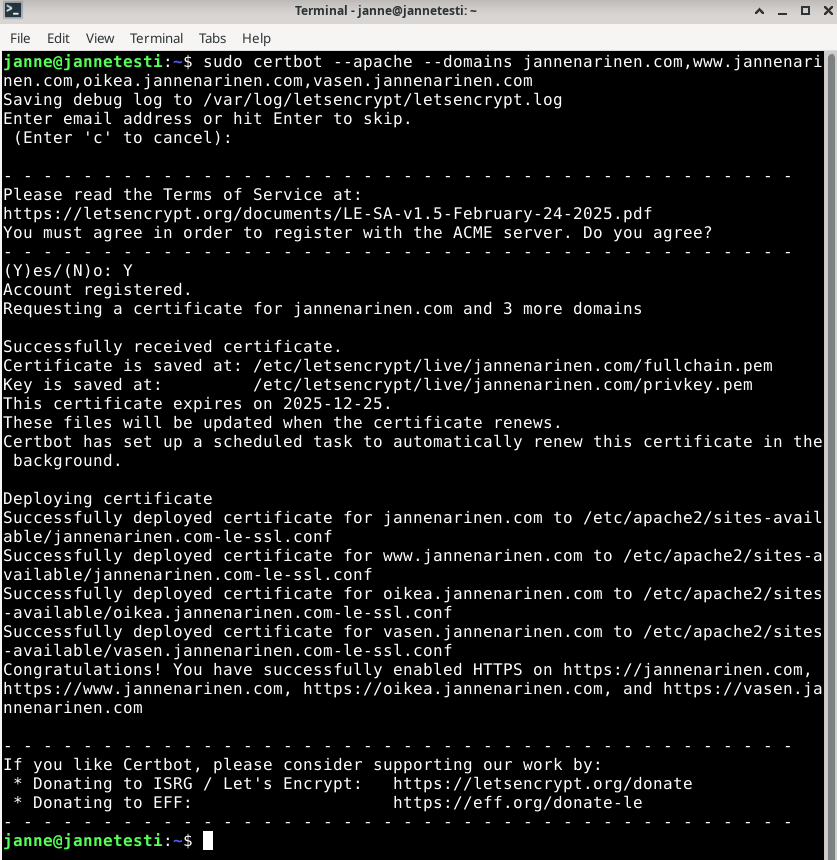 Terminal - janne@jannetesti: ~
File Edit View Terminal Tabs Help
janne@jannetesti:~$ sudo certbot --apache --domains jannenarinen.com,www.jannenari
nen.com,oikea.jannenarinen.com,vasen.jannenarinen.com
Saving debug log to /var/log/letsencrypt/letsencrypt.log
Enter email address or hit Enter to skip.
 (Enter 'c' to cancel):
- - - - - - - - - - - - - - - - - - - - - - - - - - - - - - - - - - - - - - - -
Please read the Terms of Service at:
https://letsencrypt.org/documents/LE-SA-v1.5-February-24-2025.pdf
You must agree in order to register with the ACME server. Do you agree?
- - - - - - - - - - - - - - - - - - - - - - - - - - - - - - - - - - - - - - - -
(Y)es/(N)o: Y
Account registered.
Requesting a certificate for jannenarinen.com and 3 more domains
Successfully received certificate.
Certificate is saved at: /etc/letsencrypt/live/jannenarinen.com/fullchain.pem
Key is saved at:         /etc/letsencrypt/live/jannenarinen.com/privkey.pem
This certificate expires on 2025-12-25.
These files will be updated when the certificate renews.
Certbot has set up a scheduled task to automatically renew this certificate in the
 background.
Deploying certificate
Successfully deployed certificate for jannenarinen.com to /etc/apache2/sites-avail
able/jannenarinen.com-le-ssl.conf
Successfully deployed certificate for www.jannenarinen.com to /etc/apache2/sites-a
vailable/jannenarinen.com-le-ssl.conf
Successfully deployed certificate for oikea.jannenarinen.com to /etc/apache2/sites
-available/oikea.jannenarinen.com-le-ssl.conf
Successfully deployed certificate for vasen.jannenarinen.com to /etc/apache2/sites
-available/vasen.jannenarinen.com-le-ssl.conf
Congratulations! You have successfully enabled HTTPS on https://jannenarinen.com,
https://www.jannenarinen.com, https://oikea.jannenarinen.com, and https://vasen.ja
nnenarinen.com
- - - - - - - - - - - - - - - - - - - - - - - - - - - - - - - - - - - - - - - -
If you like Certbot, please consider supporting our work by:
 * Donating to ISRG / Let's Encrypt:   https://letsencrypt.org/donate
 * Donating to EFF:                    https://eff.org/donate-le
- - - - - - - - - - - - - - - - - - - - - - - - - - - - - - - - - - - - - - - -
janne@jannetesti:~$